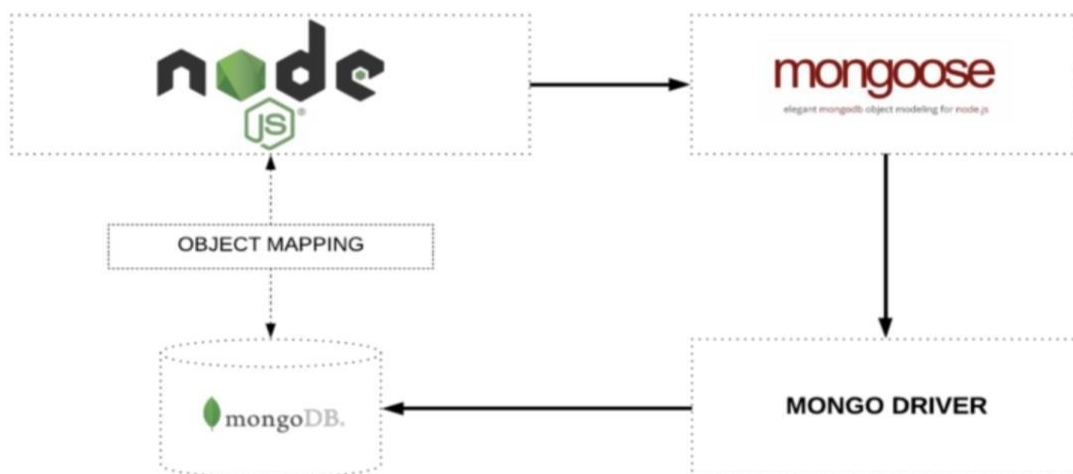 node
JS®
mongoose
elegant mongodb object modeling for node.js
OBJECT MAPPING
mongoDB.
MONGO DRIVER